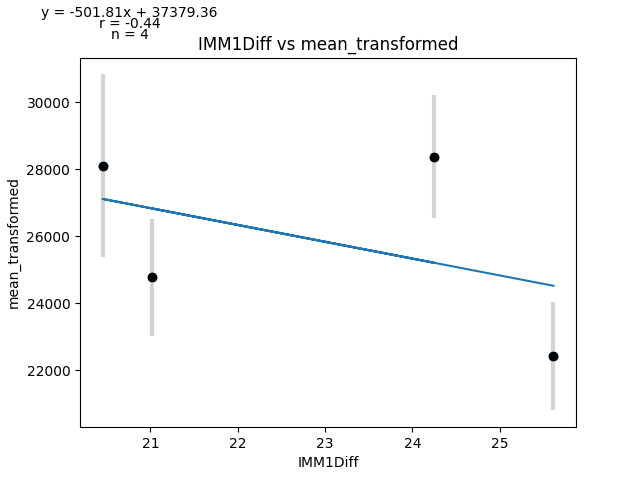 y = -501.81x + 37379.36
r = -0.44
n = 4
IMM1Diff vs mean_transformed
mean_transformed
30000
28000
26000
24000
22000
21
22
23
24
25
IMM1Diff